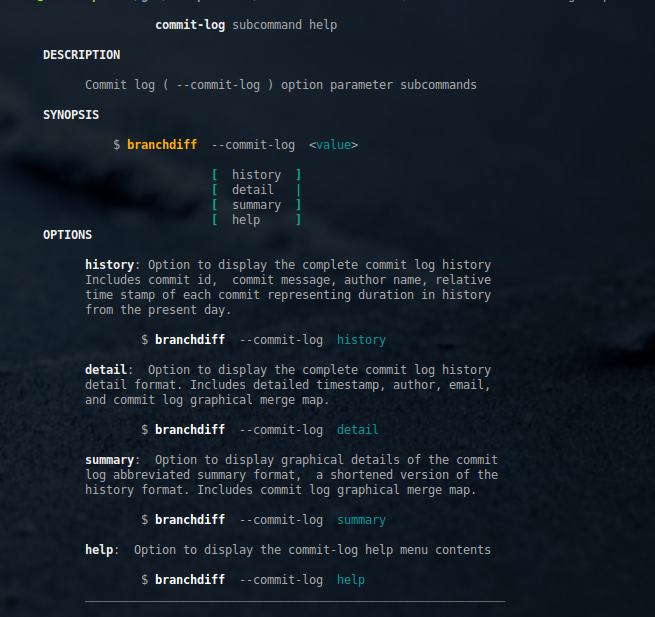 commit-log subcommand help
DESCRIPTION
Commit log ( --commit-log ) option parameter subcommands
SYNOPSIS
$ branchdiff --commit-log <value>
[ history ]
[ detail |
[ summary ]
[ help ]
OPTIONS
history: Option to display the complete commit log history
Includes commit id, commit message, author name, relative
time stamp of each commit representing duration in history
from the present day.
$ branchdiff --commit-log history
detail: Option to display the complete commit log history
detail format. Includes detailed timestamp, author, email,
and commit log graphical merge map.
$ branchdiff --commit-log detail
summary: Option to display graphical details of the commit
log abbreviated summary format, a shortened version of the
history format. Includes commit log graphical merge map.
$ branchdiff --commit-log summary
help: Option to display the commit-log help menu contents
$ branchdiff --commit-log help